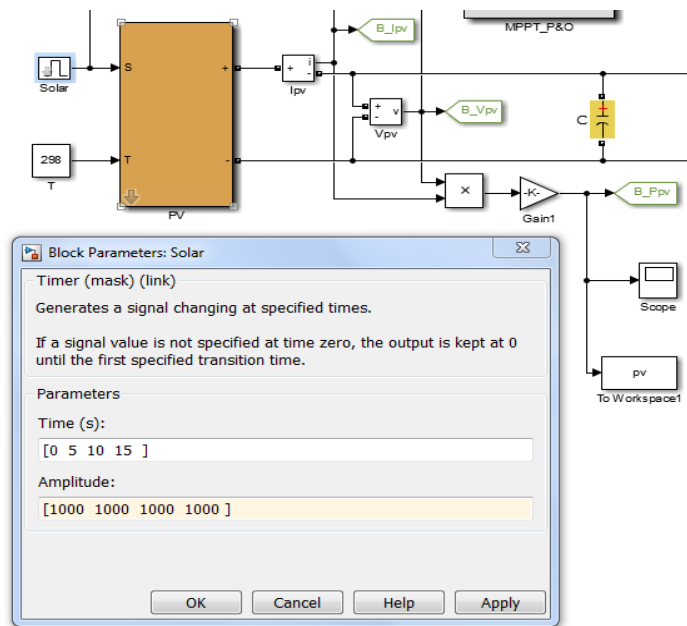 MPPT_P&O
B_Ipv
S
+
+
i
-
Solar
Ipv
+
-
v
B_Vpv
Vpv
C
+
298
T
T
-
PV
×
-K-
B_Ppv
Gain1
Scope
pv
To Workspace1
Block Parameters: Solar
Timer (mask) (link)
Generates a signal changing at specified times.
If a signal value is not specified at time zero, the output is kept at 0
until the first specified transition time.
Parameters
Time (s):
[0 5 10 15 ]
Amplitude:
[1000 1000 1000 1000 ]
OK
Cancel
Help
Apply